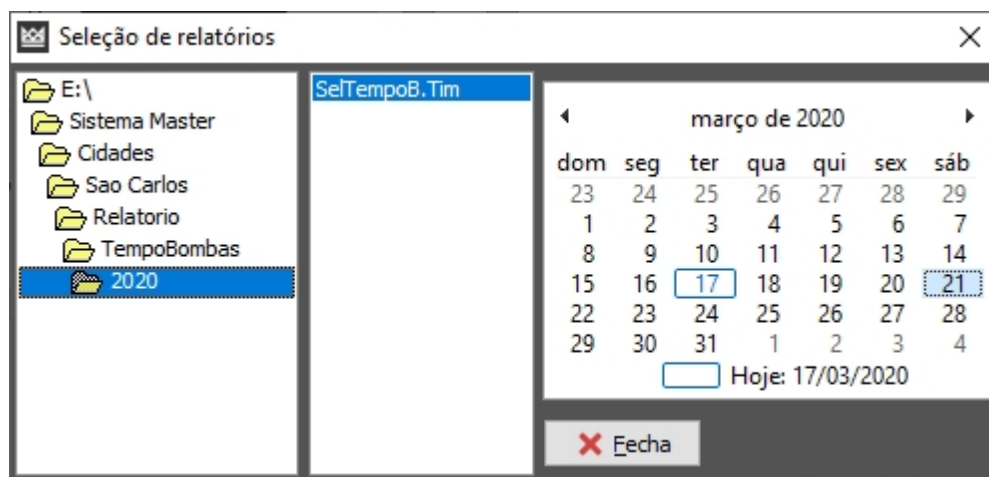 Seleção de relatórios
E:\
Sistema Master
Cidades
Sao Carlos
Relatorio
TempoBombas
2020
SelTempoB.Tim
março de 2020
dom seg ter qua qui sex sáb
23 24 25 26 27 28 29
1 2 3 4 5 6 7
8 9 10 11 12 13 14
15 16 17 18 19 20 21
22 23 24 25 26 27 28
29 30 31 1 2 3 4
Hoje: 17/03/2020
Fecha